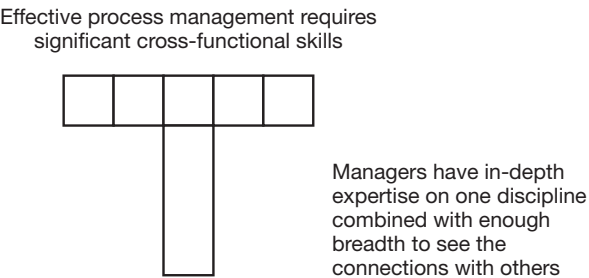 Effective process management requires
significant cross-functional skills
Managers have in-depth
expertise on one discipline
combined with enough
breadth to see the
connections with others